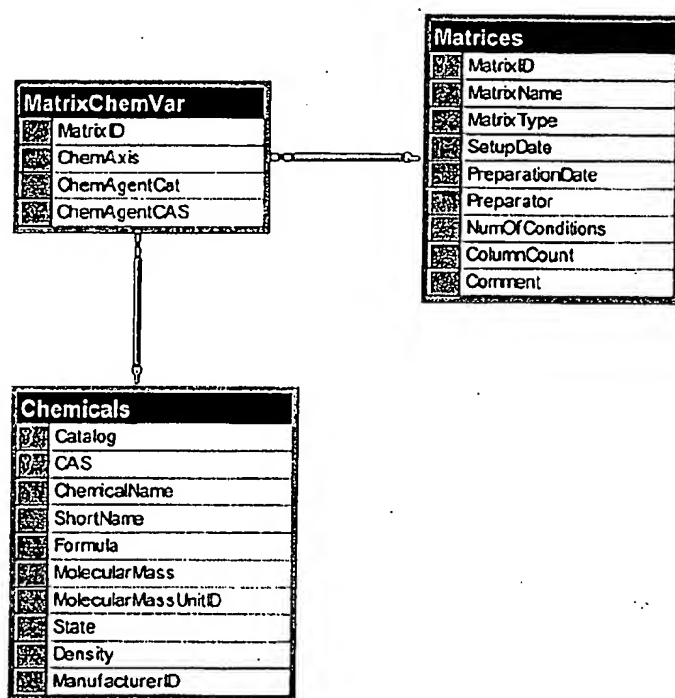 Matrices
MatrixID
MatrixName
MatrixType
SetupDate
PreparationDate
Preparator
NumOfConditions
ColumnCount
Comment
MatrixChemVar
MatrixID
ChemAxis
ChemAgentCat
ChemAgentCAS
Chemicals
Catalog
CAS
ChemicalName
ShortName
Formula
MolecularMass
MolecularMassUnitID
State
Density
ManufacturerID